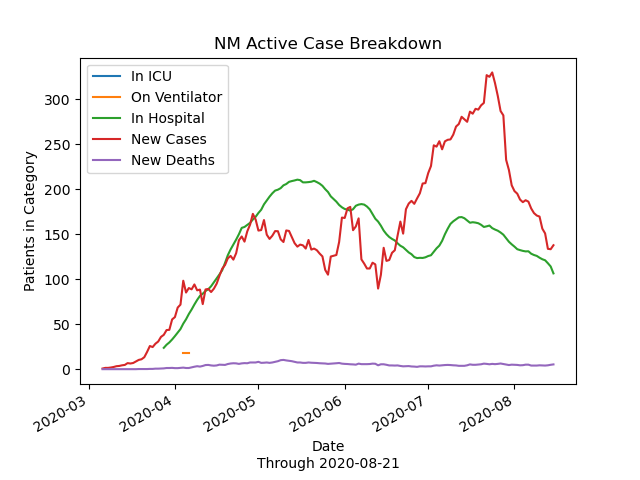 NM Active Case Breakdown
In ICU
On Ventilator
In Hospital
New Cases
New Deaths
Patients in Category
300
250
200
150
100
50
0
2020-03
2020-04
2020-05
2020-06
2020-07
2020-08
Date
Through 2020-08-21